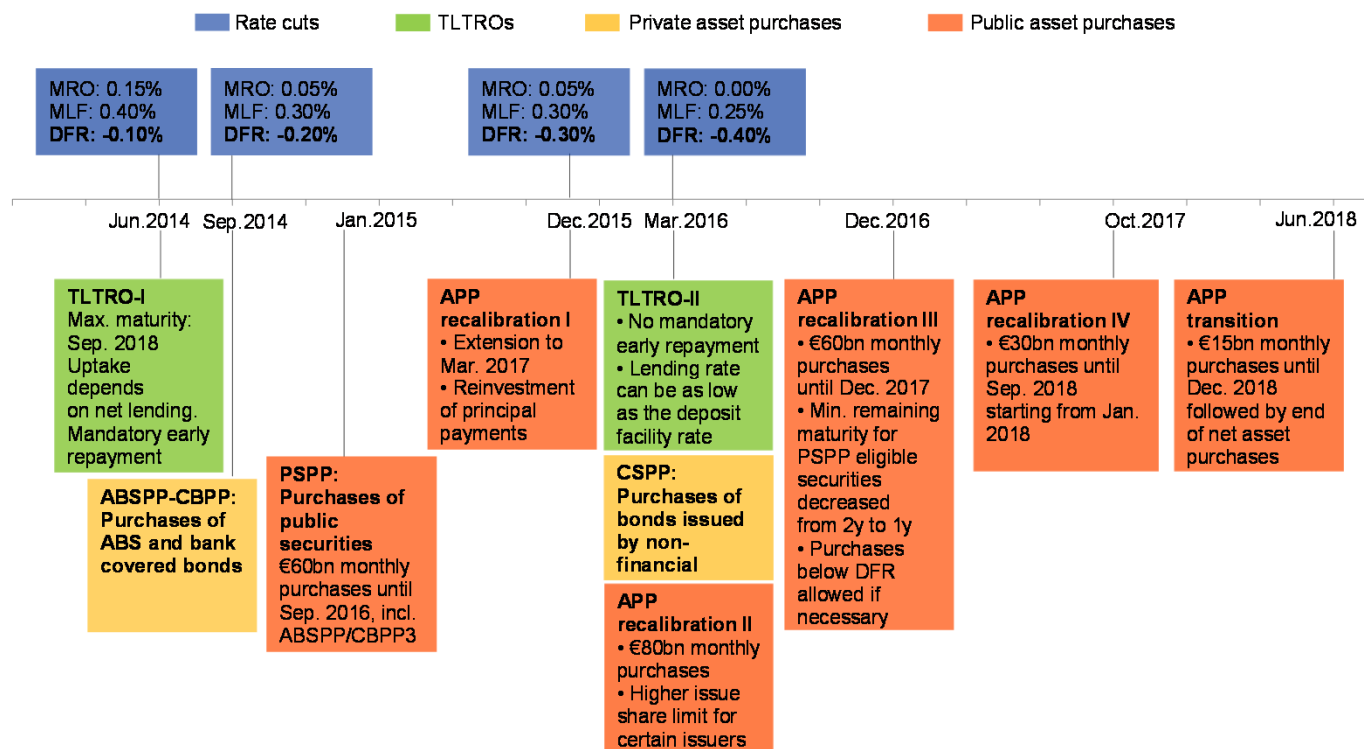 Rate cuts
TLTROs
Private asset purchases
Public asset purchases
MRO: 0.15%
MLF: 0.40%
DFR: -0.10%
MRO: 0.05%
MLF: 0.30%
DFR: -0.20%
MRO: 0.05%
MLF: 0.30%
DFR: -0.30%
MRO: 0.00%
MLF: 0.25%
DFR: -0.40%
Jun.2014
Sep.2014
Jan.2015
Dec.2015
Mar.2016
Dec.2016
Oct.2017
Jun.2018
TLTRO-I
Max. maturity:
Sep. 2018
Uptake
depends
on net lending.
Mandatory early
repayment
ABSPP-CBPP:
Purchases of
ABS and bank
covered bonds
PSPP:
Purchases of
public
securities
€60bn monthly
purchases until
Sep. 2016, incl.
ABSPP/CBPP3
APP
recalibration I
• Extension to
Mar. 2017
• Reinvestment
of principal
payments
TLTRO-II
• No mandatory
early repayment
• Lending rate
can be as low
as the deposit
facility rate
CSPP:
Purchases of
bonds issued
by non-
financial
APP
recalibration II
• €80bn monthly
purchases
• Higher issue
share limit for
certain issuers
APP
recalibration III
• €60bn monthly
purchases
until Dec. 2017
• Min. remaining
maturity for
PSPP eligible
securities
decreased
from 2y to 1y
• Purchases
below DFR
allowed if
necessary
APP
recalibration IV
• €30bn monthly
purchases until
Sep. 2018
starting from Jan.
2018
APP
transition
• €15bn monthly
purchases until
Dec. 2018
followed by end
of net asset
purchases